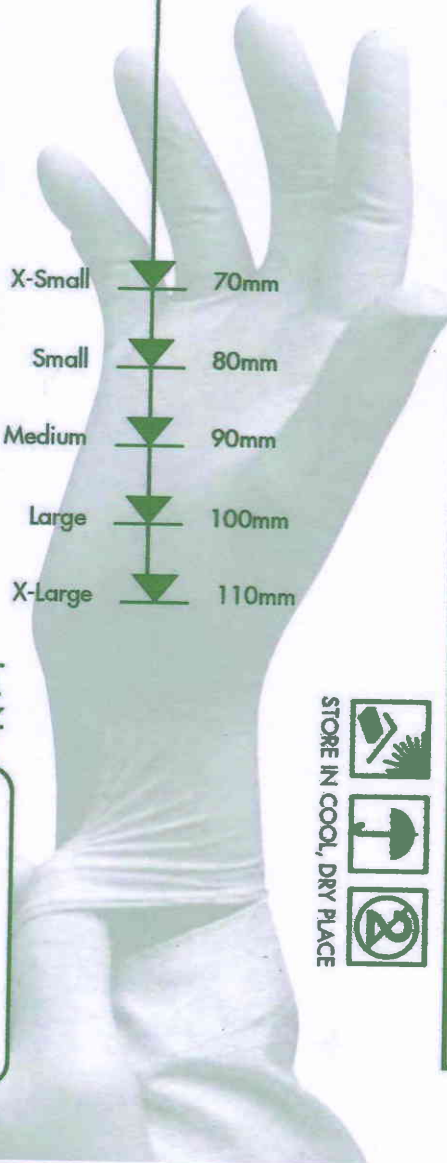 X-Small 70mm
Small 80mm
Medium 90mm
Large 100mm
X-Large 110mm
STORE IN COOL, DRY PLACE